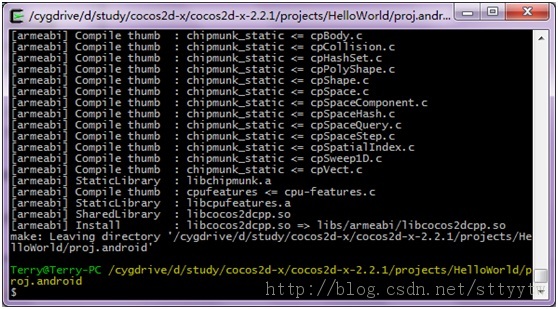 /cygdrive/d/study/cocos2d-x/cocos2d-x-2.2.1/projects/HelloWorld/proj.andr...
[armeabi] Compile thumb  : chipmunk_static <= cpBody.c
[armeabi] Compile thumb  : chipmunk_static <= cpCollision.c
[armeabi] Compile thumb  : chipmunk_static <= cpHashSet.c
[armeabi] Compile thumb  : chipmunk_static <= cpPolyShape.c
[armeabi] Compile thumb  : chipmunk_static <= cpShape.c
[armeabi] Compile thumb  : chipmunk_static <= cpSpace.c
[armeabi] Compile thumb  : chipmunk_static <= cpSpaceComponent.c
[armeabi] Compile thumb  : chipmunk_static <= cpSpaceHash.c
[armeabi] Compile thumb  : chipmunk_static <= cpSpaceQuery.c
[armeabi] Compile thumb  : chipmunk_static <= cpSpaceStep.c
[armeabi] Compile thumb  : chipmunk_static <= cpSpatialIndex.c
[armeabi] Compile thumb  : chipmunk_static <= cpSweep1D.c
[armeabi] Compile thumb  : chipmunk_static <= cpVect.c
[armeabi] StaticLibrary  : libchipmunk.a
[armeabi] Compile thumb  : cpufeatures <= cpu-features.c
[armeabi] StaticLibrary  : libcpufeatures.a
[armeabi] SharedLibrary  : libcocos2dcpp.so
[armeabi] Install        : libcocos2dcpp.so => libs/armeabi/libcocos2dcpp.so
make: Leaving directory '/cygdrive/d/study/cocos2d-x/cocos2d-x-2.2.1/projects/He
lloWorld/proj.android'
Terry@Terry-PC /cygdrive/d/study/cocos2d-x/cocos2d-x-2.2.1/projects/HelloWorld/p
roj.android
$
http://blog.csdn.net/sttyytw